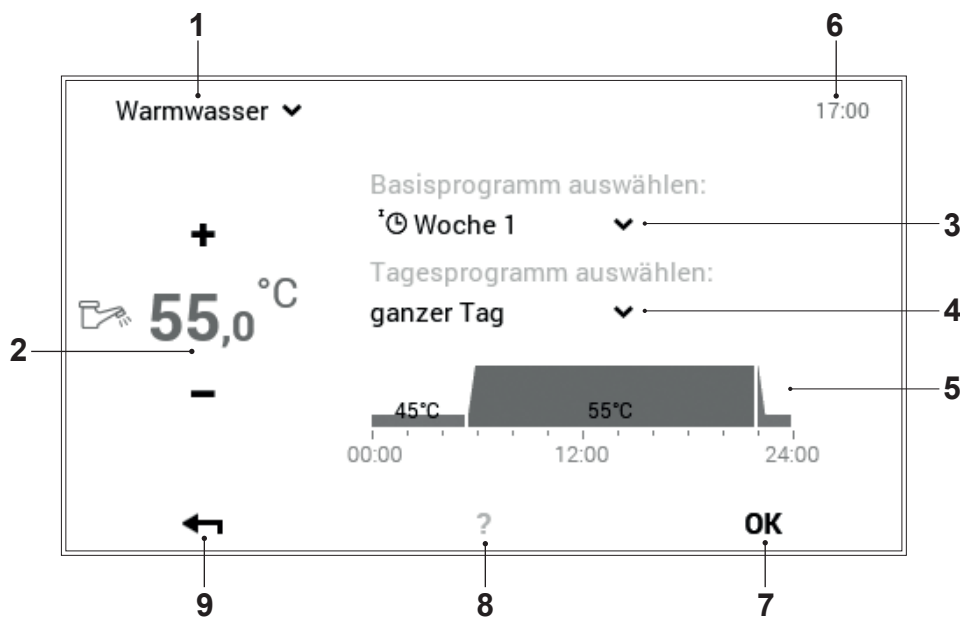 1
6
Warmwasser
17:00
Basisprogramm auswählen:
I Woche 1
3
+
Tagesprogramm auswählen:
ganzer Tag
4
55,0 °C
2
–
5
45°C 55°C
00:00 12:00 24:00
? OK
9 8 7